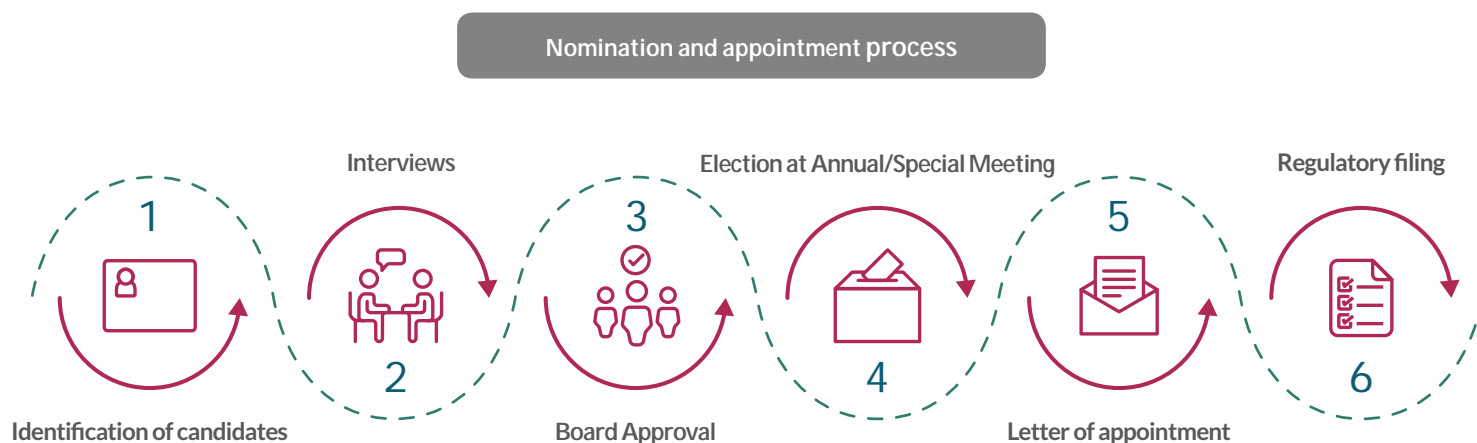 Nomination and appointment process
1
Identification of candidates
Interviews
2
3
Board Approval
Election at Annual/Special Meeting
4
5
Letter of appointment
Regulatory filing
6